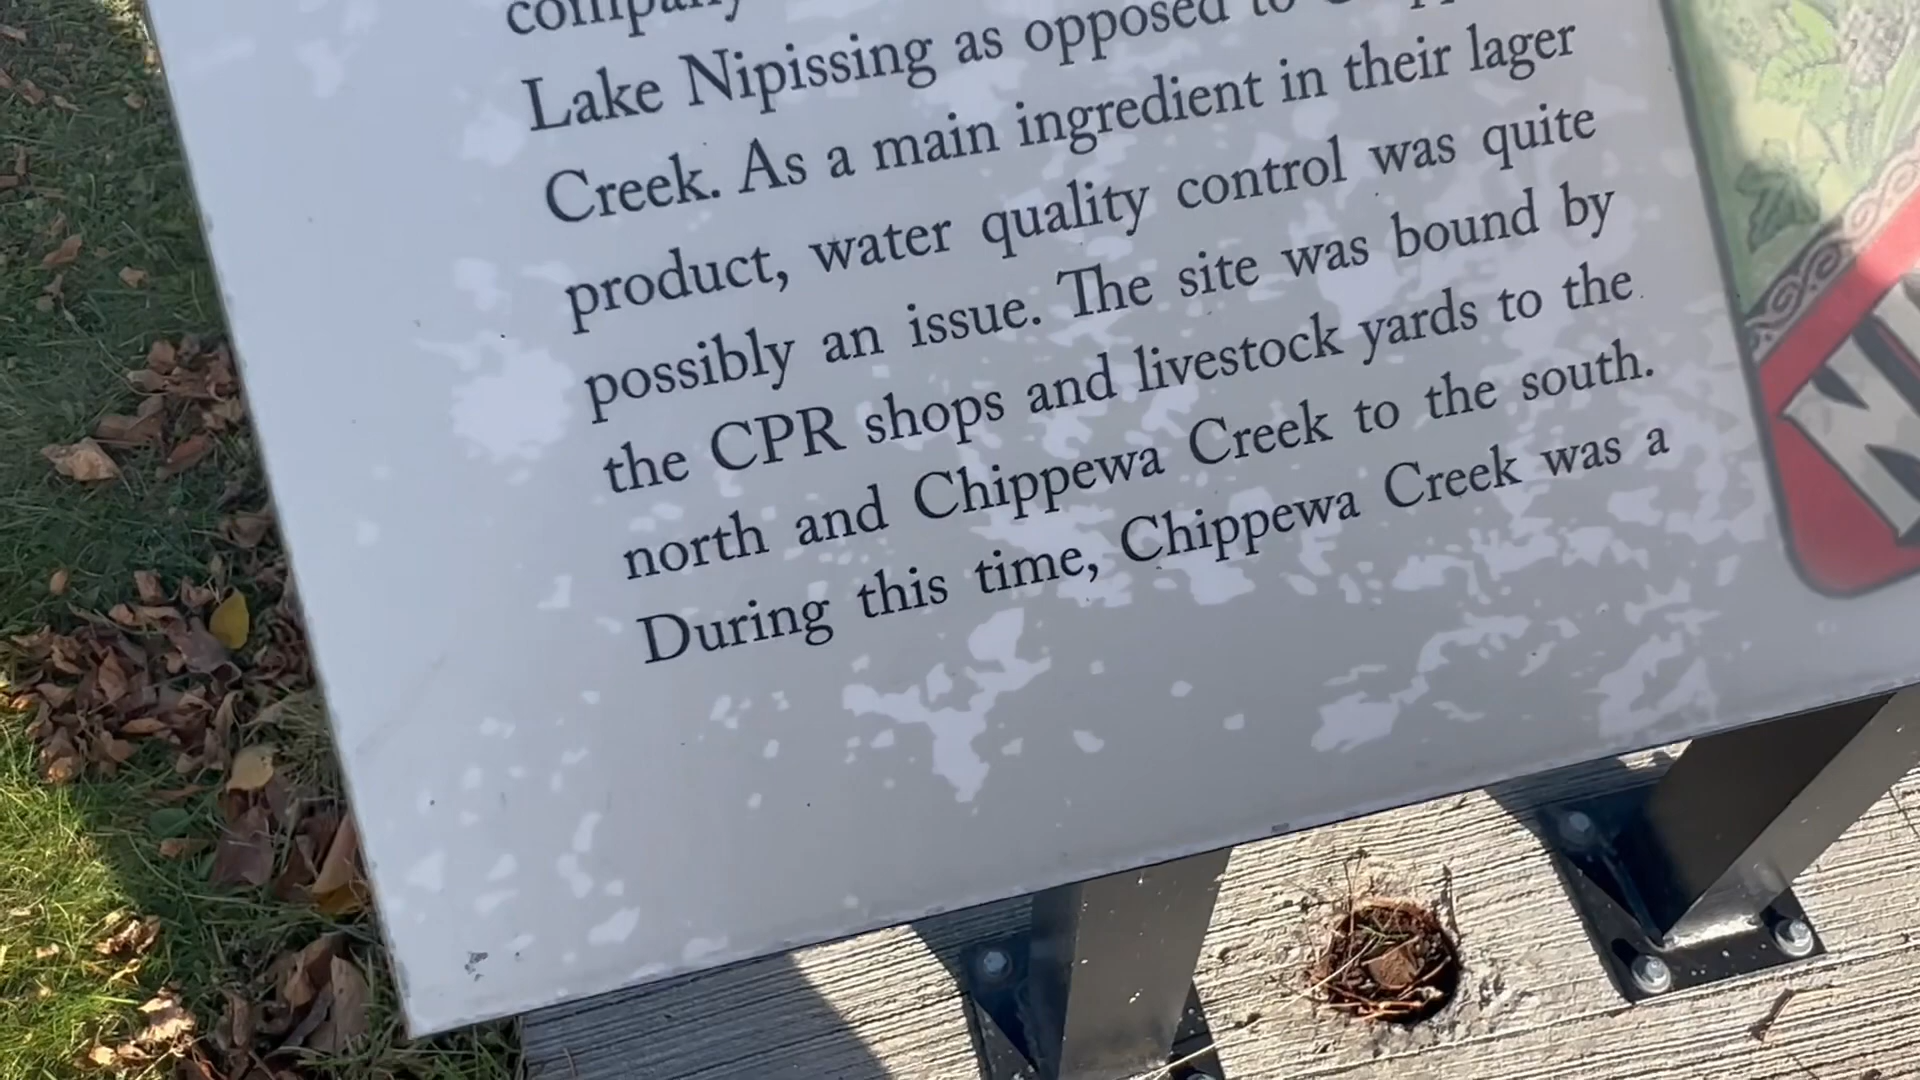 company
Lake Nipissing as opposed to
Creek. As a main ingredient in their lager
product, water quality control was quite
possibly an issue. The site was bound by
the CPR shops and livestock yards to the
north and Chippewa Creek to the south.
During this time, Chippewa Creek was a